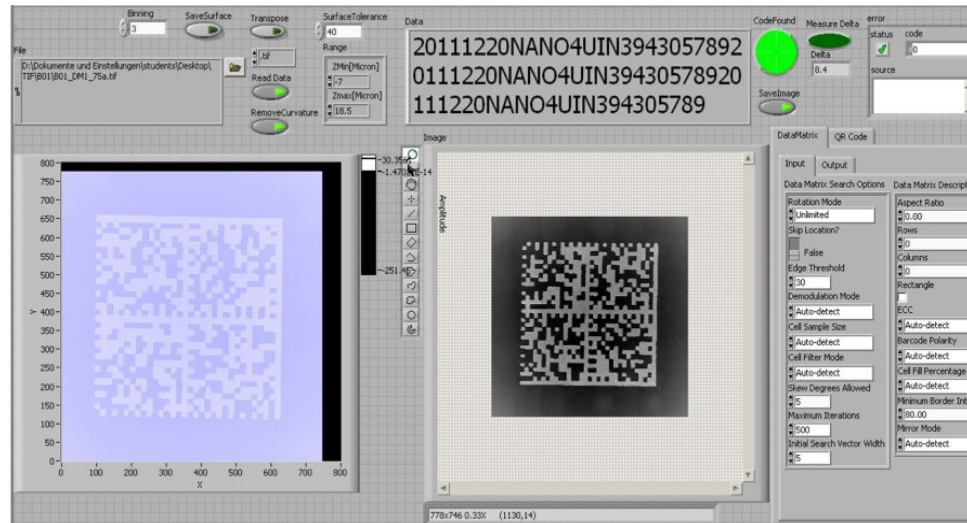 Binning
3
SaveSurface
Transpose
SurfaceTolerance
40
.tif
Range
ZMin[Micron]
-7
Zmax[Micron]
18.5
Read Data
RemoveCurvature
File
D:\Dokumente und Einstellungen\students\Desktop\
TIF\B01\B01_DM1_75a.tif
%
Data
20111220NANO4UIN3943057892
0111220NANO4UIN39430578920
111220NANO4UIN394305789
CodeFound
Measure Delta
Delta
8.4
SaveImage
error
status
code
0
source
800
750
700
650
600
550
500
450
400
350
300
250
200
150
100
50
0
Y
0 100 200 300 400 500 600 700 800
X
Image
Amplitude
778x746 0.33X (1130,14)
DataMatrix
QR Code
Input
Output
Data Matrix Search Options
Rotation Mode
Unlimited
Skip Location?
False
Edge Threshold
30
Demodulation Mode
Auto-detect
Cell Sample Size
Auto-detect
Cell Filter Mode
Auto-detect
Skew Degrees Allowed
5
Maximum Iterations
500
Initial Search Vector Width
5
Data Matrix Descript
Aspect Ratio
0.00
Rows
0
Columns
0
Rectangle
ECC
Auto-detect
Barcode Polarity
Auto-detect
Cell Fill Percentage
Auto-detect
Minimum Border Int
80.00
Mirror Mode
Auto-detect